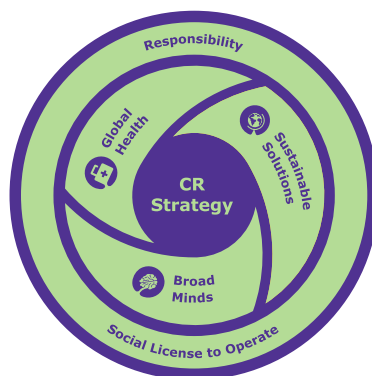 Responsibility
Global
Health
Sustainable
Solutions
CR
Strategy
Broad
Minds
Social License to Operate